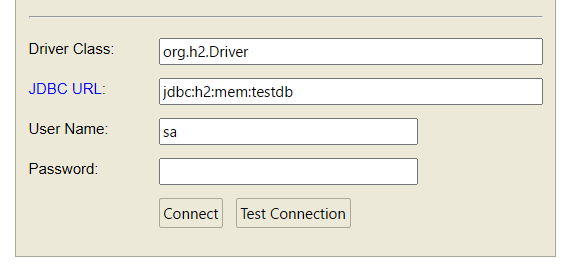 Driver Class: org.h2.Driver
JDBC URL: jdbc:h2:mem:testdb
User Name: sa
Password:
Connect Test Connection